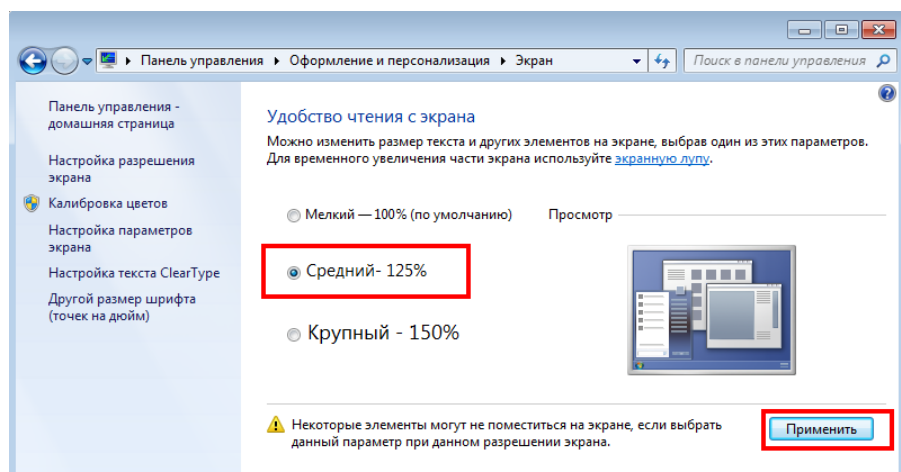 Панель управления ▸ Оформление и персонализация ▸ Экран
Поиск в панели управления
Панель управления -
домашняя страница
Настройка разрешения
экрана
Калибровка цветов
Настройка параметров
экрана
Настройка текста ClearType
Другой размер шрифта
(точек на дюйм)
Удобство чтения с экрана
Можно изменить размер текста и других элементов на экране, выбрав один из этих параметров.
Для временного увеличения части экрана используйте экранную лупу.
Мелкий — 100% (по умолчанию)
Просмотр
Средний- 125%
Крупный - 150%
Некоторые элементы могут не поместиться на экране, если выбрать
данный параметр при данном разрешении экрана.
Применить